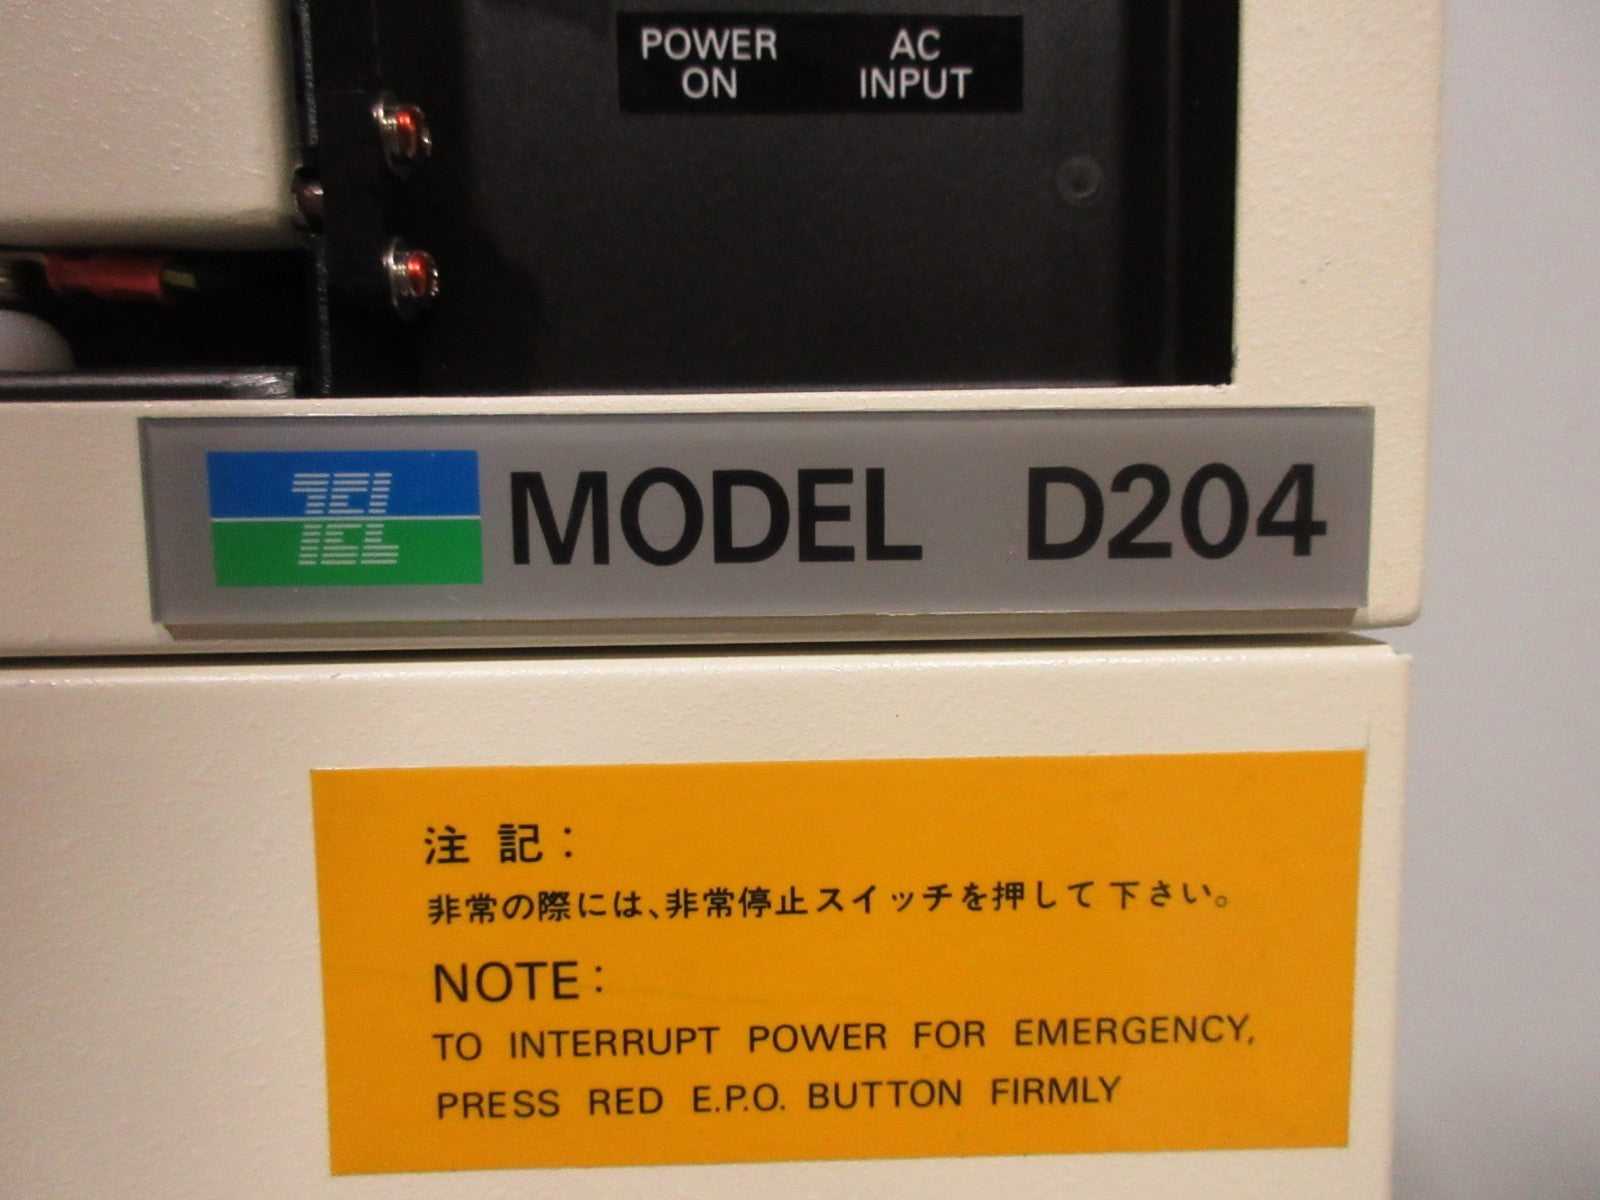 POWER ON
AC INPUT
TEL MODEL D204
注記:
非常の際には、非常停止スイッチを押して下さい。
NOTE:
TO INTERRUPT POWER FOR EMERGENCY,
PRESS RED E.P.O. BUTTON FIRMLY